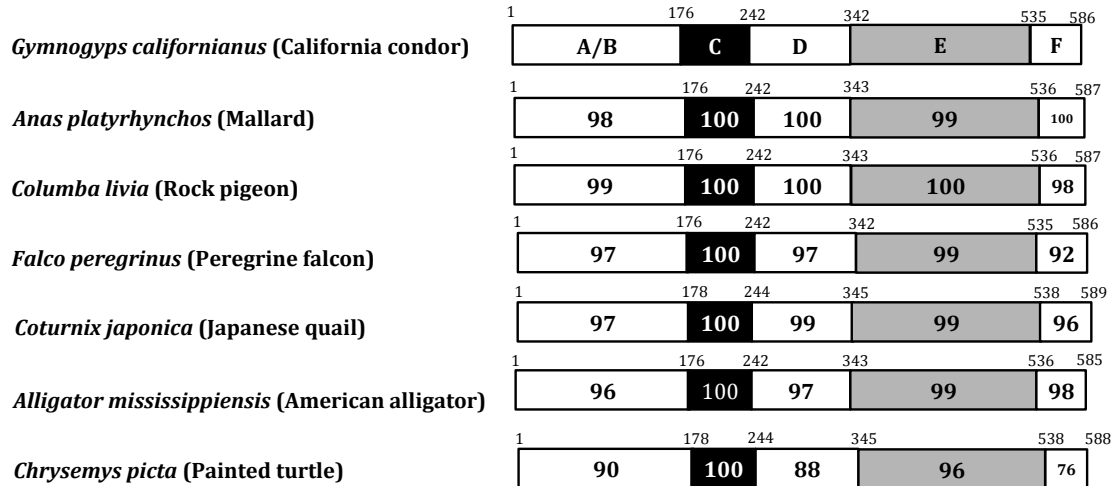 1 176 242 342 535 586
Gymnogyps californianus (California condor) A/B C D E F
1 176 242 343 536 587
Anas platyrhynchos (Mallard) 98 100 100 99 100
1 176 242 343 536 587
Columba livia (Rock pigeon) 99 100 100 100 98
1 176 242 342 535 586
Falco peregrinus (Peregrine falcon) 97 100 97 99 92
1 178 244 345 538 589
Coturnix japonica (Japanese quail) 97 100 99 99 96
1 176 242 343 536 585
Alligator mississippiensis (American alligator) 96 100 97 99 98
1 178 244 345 538 588
Chrysemys picta (Painted turtle) 90 100 88 96 76